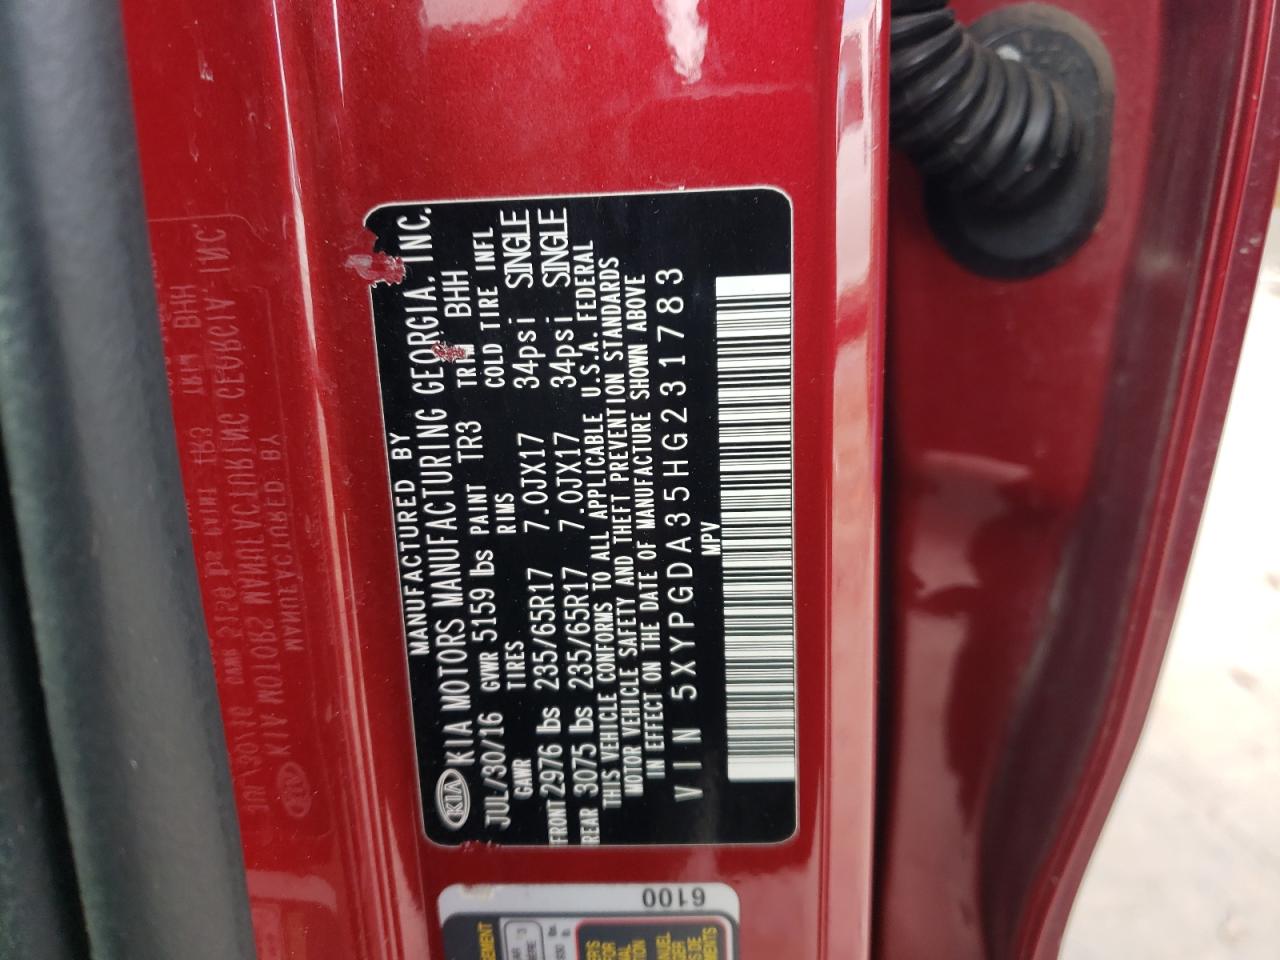 MANUFACTURED BY
KIA KIA MOTORS MANUFACTURING GEORGIA, INC.
JUL/30/16 GVWR 5159 lbs PAINT TR3 TRIM BHH
GAWR TIRES RIMS COLD TIRE INFL
FRONT 2976 lbs 235/65R17 7.0JX17 34psi SINGLE
REAR 3075 lbs 235/65R17 7.0JX17 34psi SINGLE
THIS VEHICLE CONFORMS TO ALL APPLICABLE U.S.A. FEDERAL
MOTOR VEHICLE SAFETY AND THEFT PREVENTION STANDARDS
IN EFFECT ON THE DATE OF MANUFACTURE SHOWN ABOVE
MPV
VIN 5XYPGDA35HG231783
6100